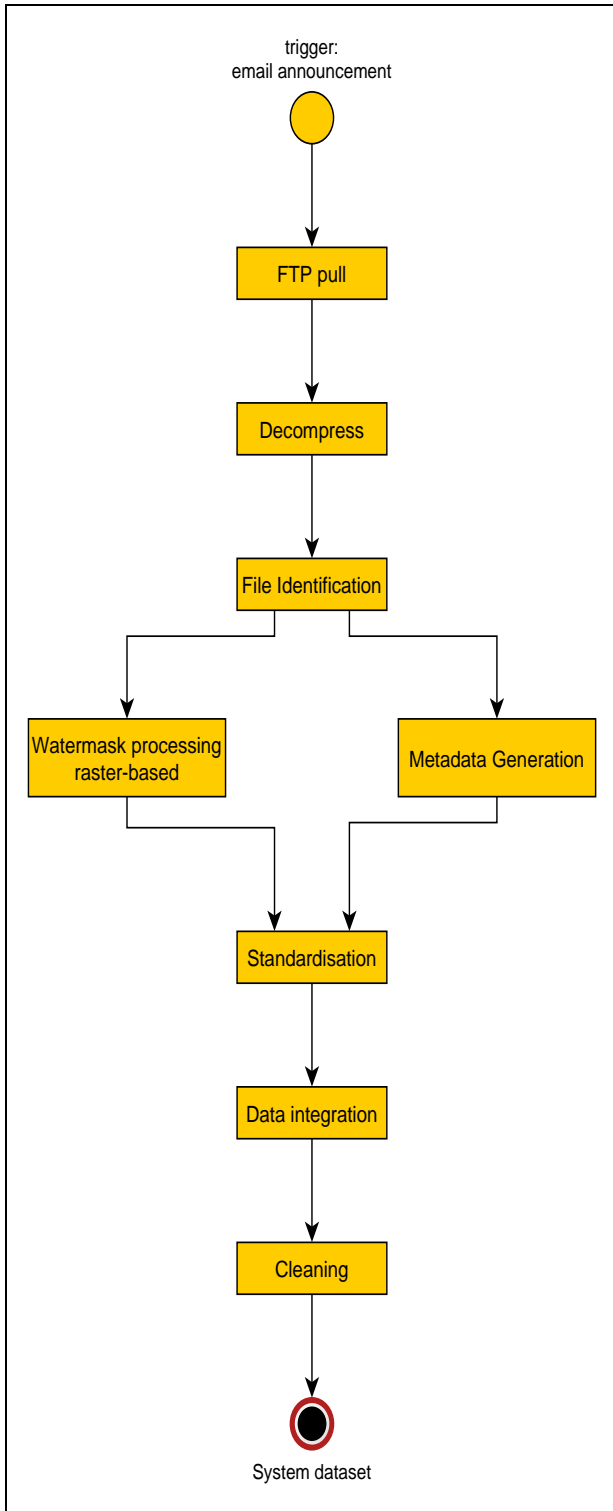 trigger:
email announcement
FTP pull
Decompress
File Identification
Watermask processing
raster-based
Metadada Generation
Standardisation
Data integration
Cleaning
System dataset